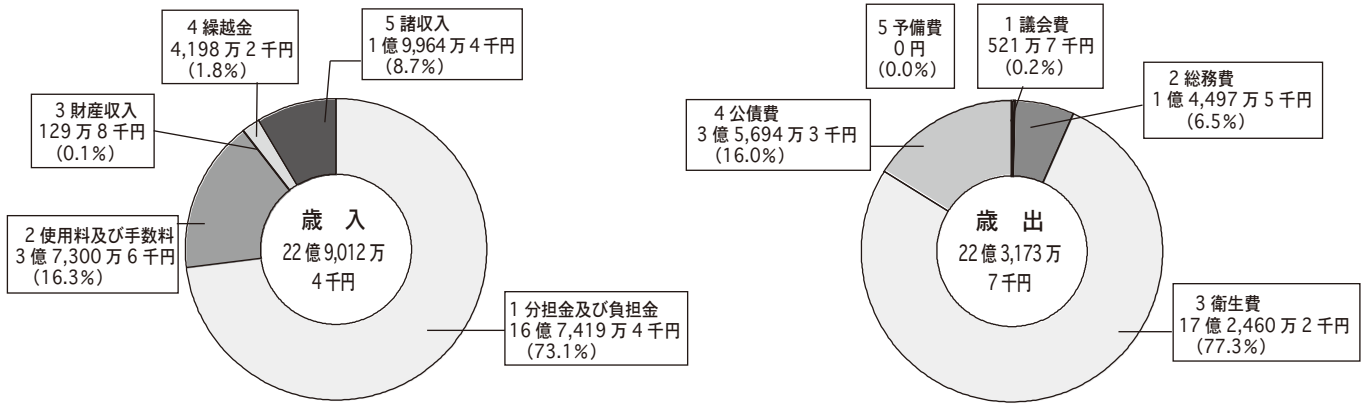 4 繰越金
4,198 万 2 千円
(1.8%)
5 諸収入
1 億 9,964 万 4 千円
(8.7%)
3 財産収入
129 万 8 千円
(0.1%)
2 使用料及び手数料
3 億 7,300 万 6 千円
(16.3%)
歳 入
22 億 9,012 万
4 千円
1 分担金及び負担金
16 億 7,419 万 4 千円
(73.1%)
5 予備費
0 円
(0.0%)
1 議会費
521 万 7 千円
(0.2%)
2 総務費
1 億 4,497 万 5 千円
(6.5%)
4 公債費
3 億 5,694 万 3 千円
(16.0%)
歳 出
22 億 3,173 万
7 千円
3 衛生費
17 億 2,460 万 2 千円
(77.3%)